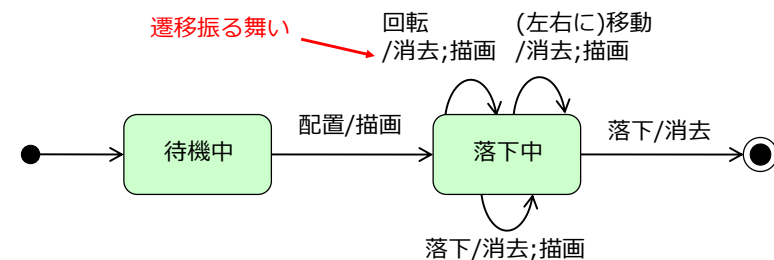 遷移振る舞い
回転
/消去;描画
(左右に)移動
/消去;描画
待機中
配置/描画
落下中
落下/消去
落下/消去;描画